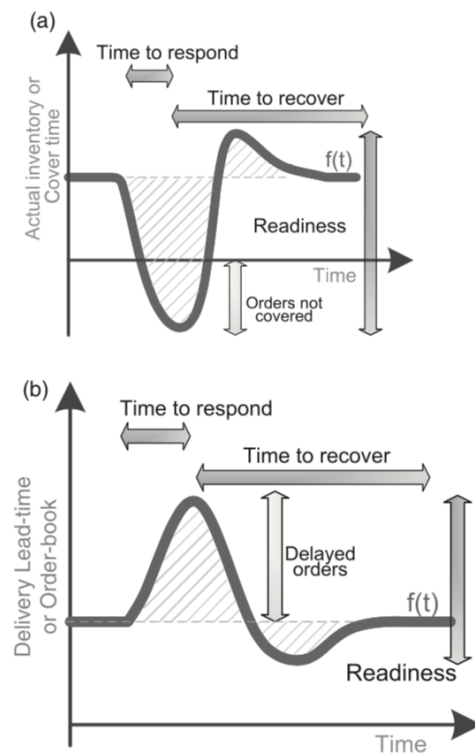 (a)
Time to respond
Time to recover
Actual inventory or
Cover time
f(t)
Readiness
Time
Orders not
covered
(b)
Time to respond
Time to recover
Delivery Lead-time
or Order-book
Delayed
orders
f(t)
Readiness
Time